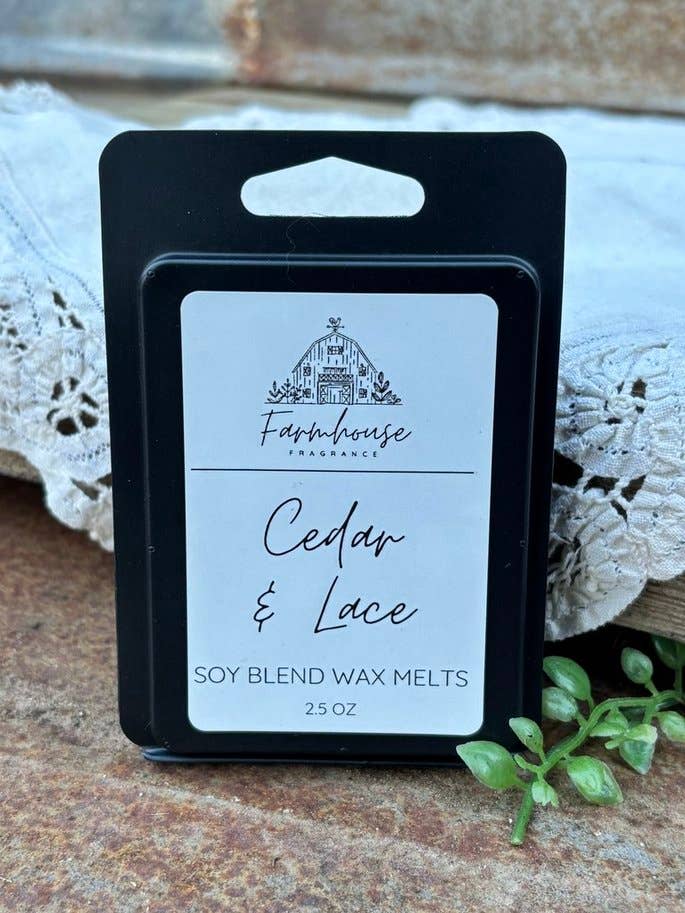 Farmhouse
FRAGRANCE
Cedar
& Lace
SOY BLEND WAX MELTS
2.5 OZ